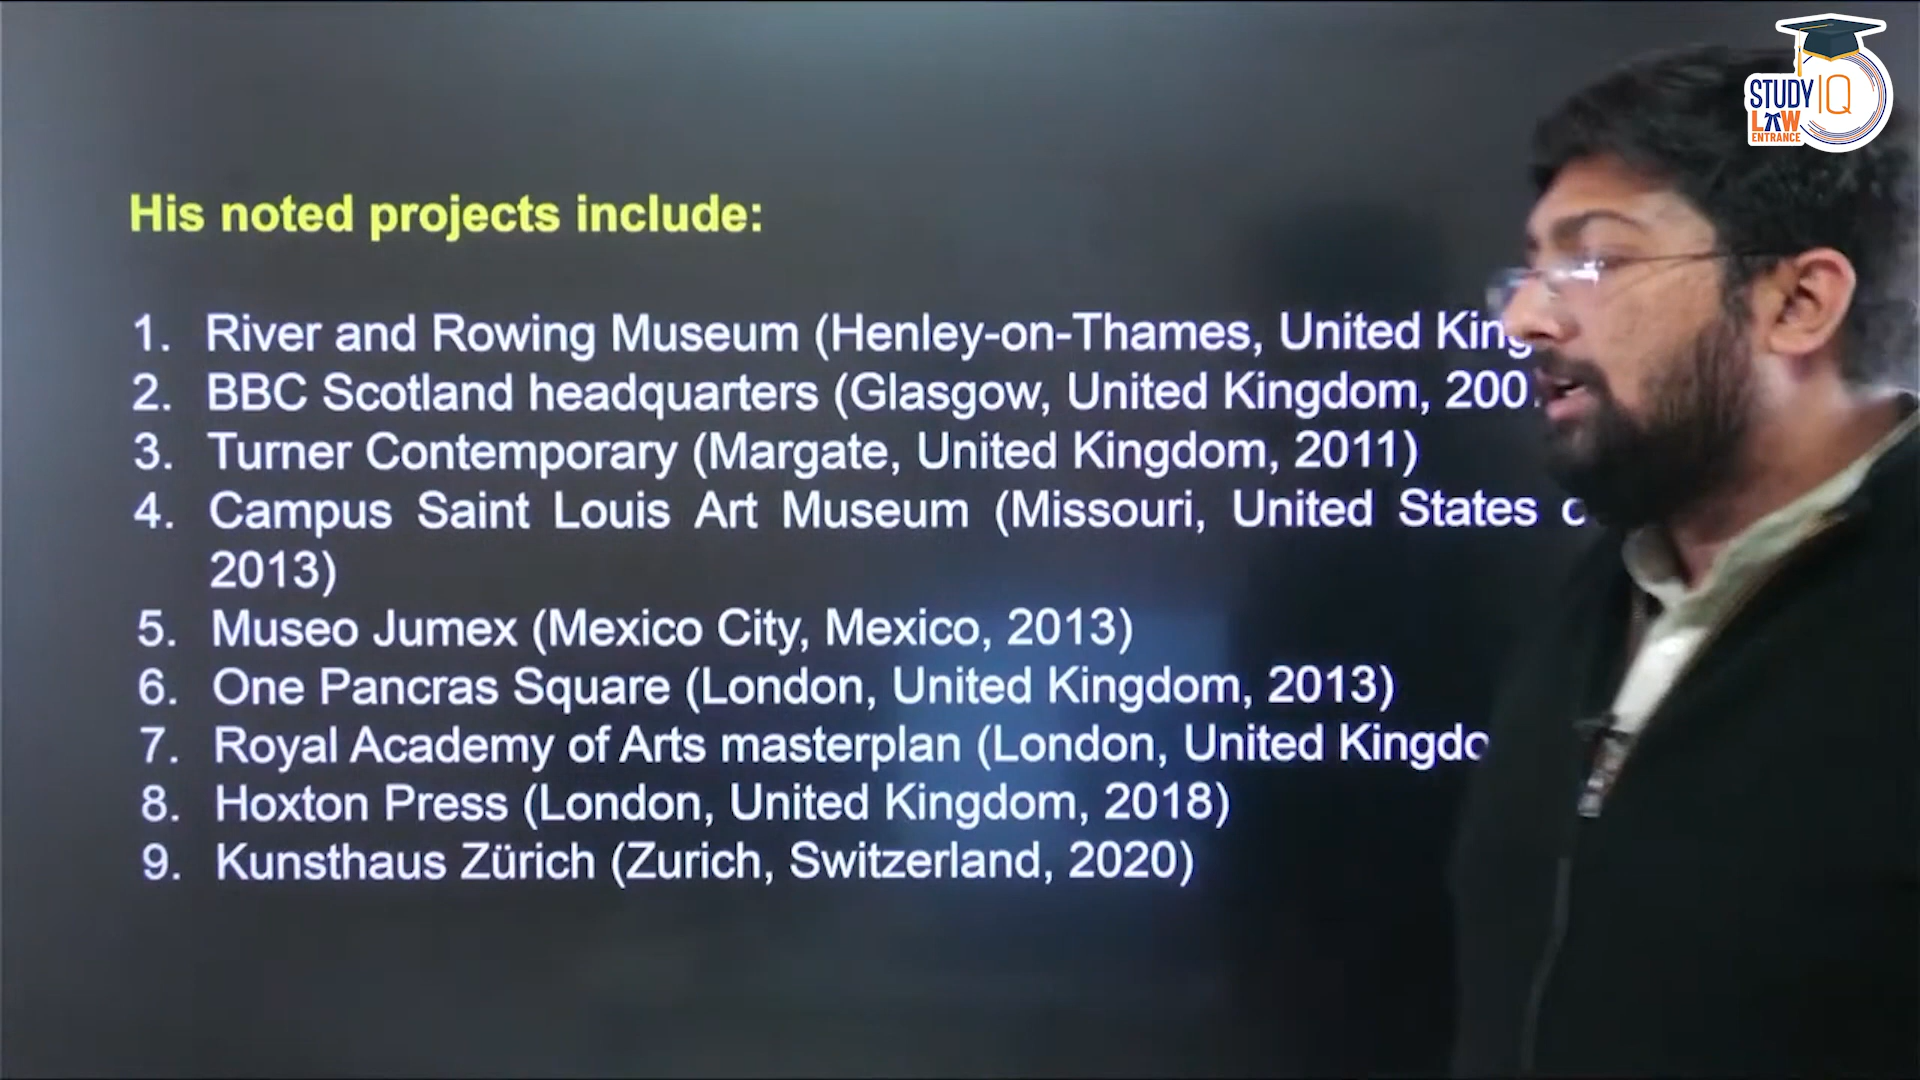 STUDY IQ
LAW
ENTRANCE
His noted projects include:
1. River and Rowing Museum (Henley-on-Thames, United
2. BBC Scotland headquarters (Glasgow, United Kingdom,
3. Turner Contemporary (Margate, United Kingdom, 2011)
4. Campus Saint Louis Art Museum (Missouri, United States
2013)
5. Museo Jumex (Mexico City, Mexico, 2013)
6. One Pancras Square (London, United Kingdom, 2013)
7. Royal Academy of Arts masterplan (London, United
8. Hoxton Press (London, United Kingdom, 2018)
9. Kunsthaus Zürich (Zurich, Switzerland, 2020)